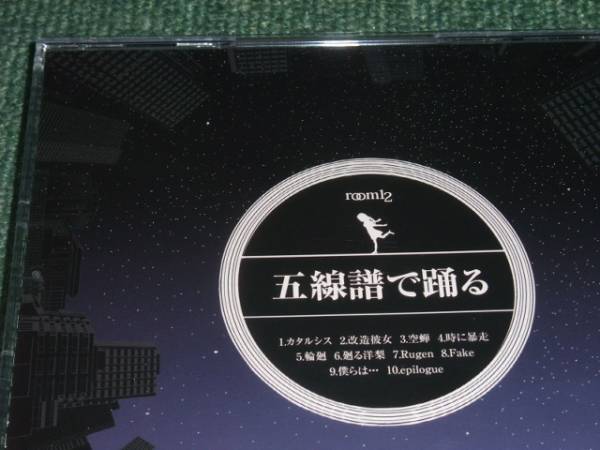 room12
五線譜で踊る
1.カタルシス 2.改造彼女 3.空蝉 4.時に暴走
5.輪廻 6.廻る洋梨 7.Rugen 8.Fake
9.僕らは… 10.epilogue